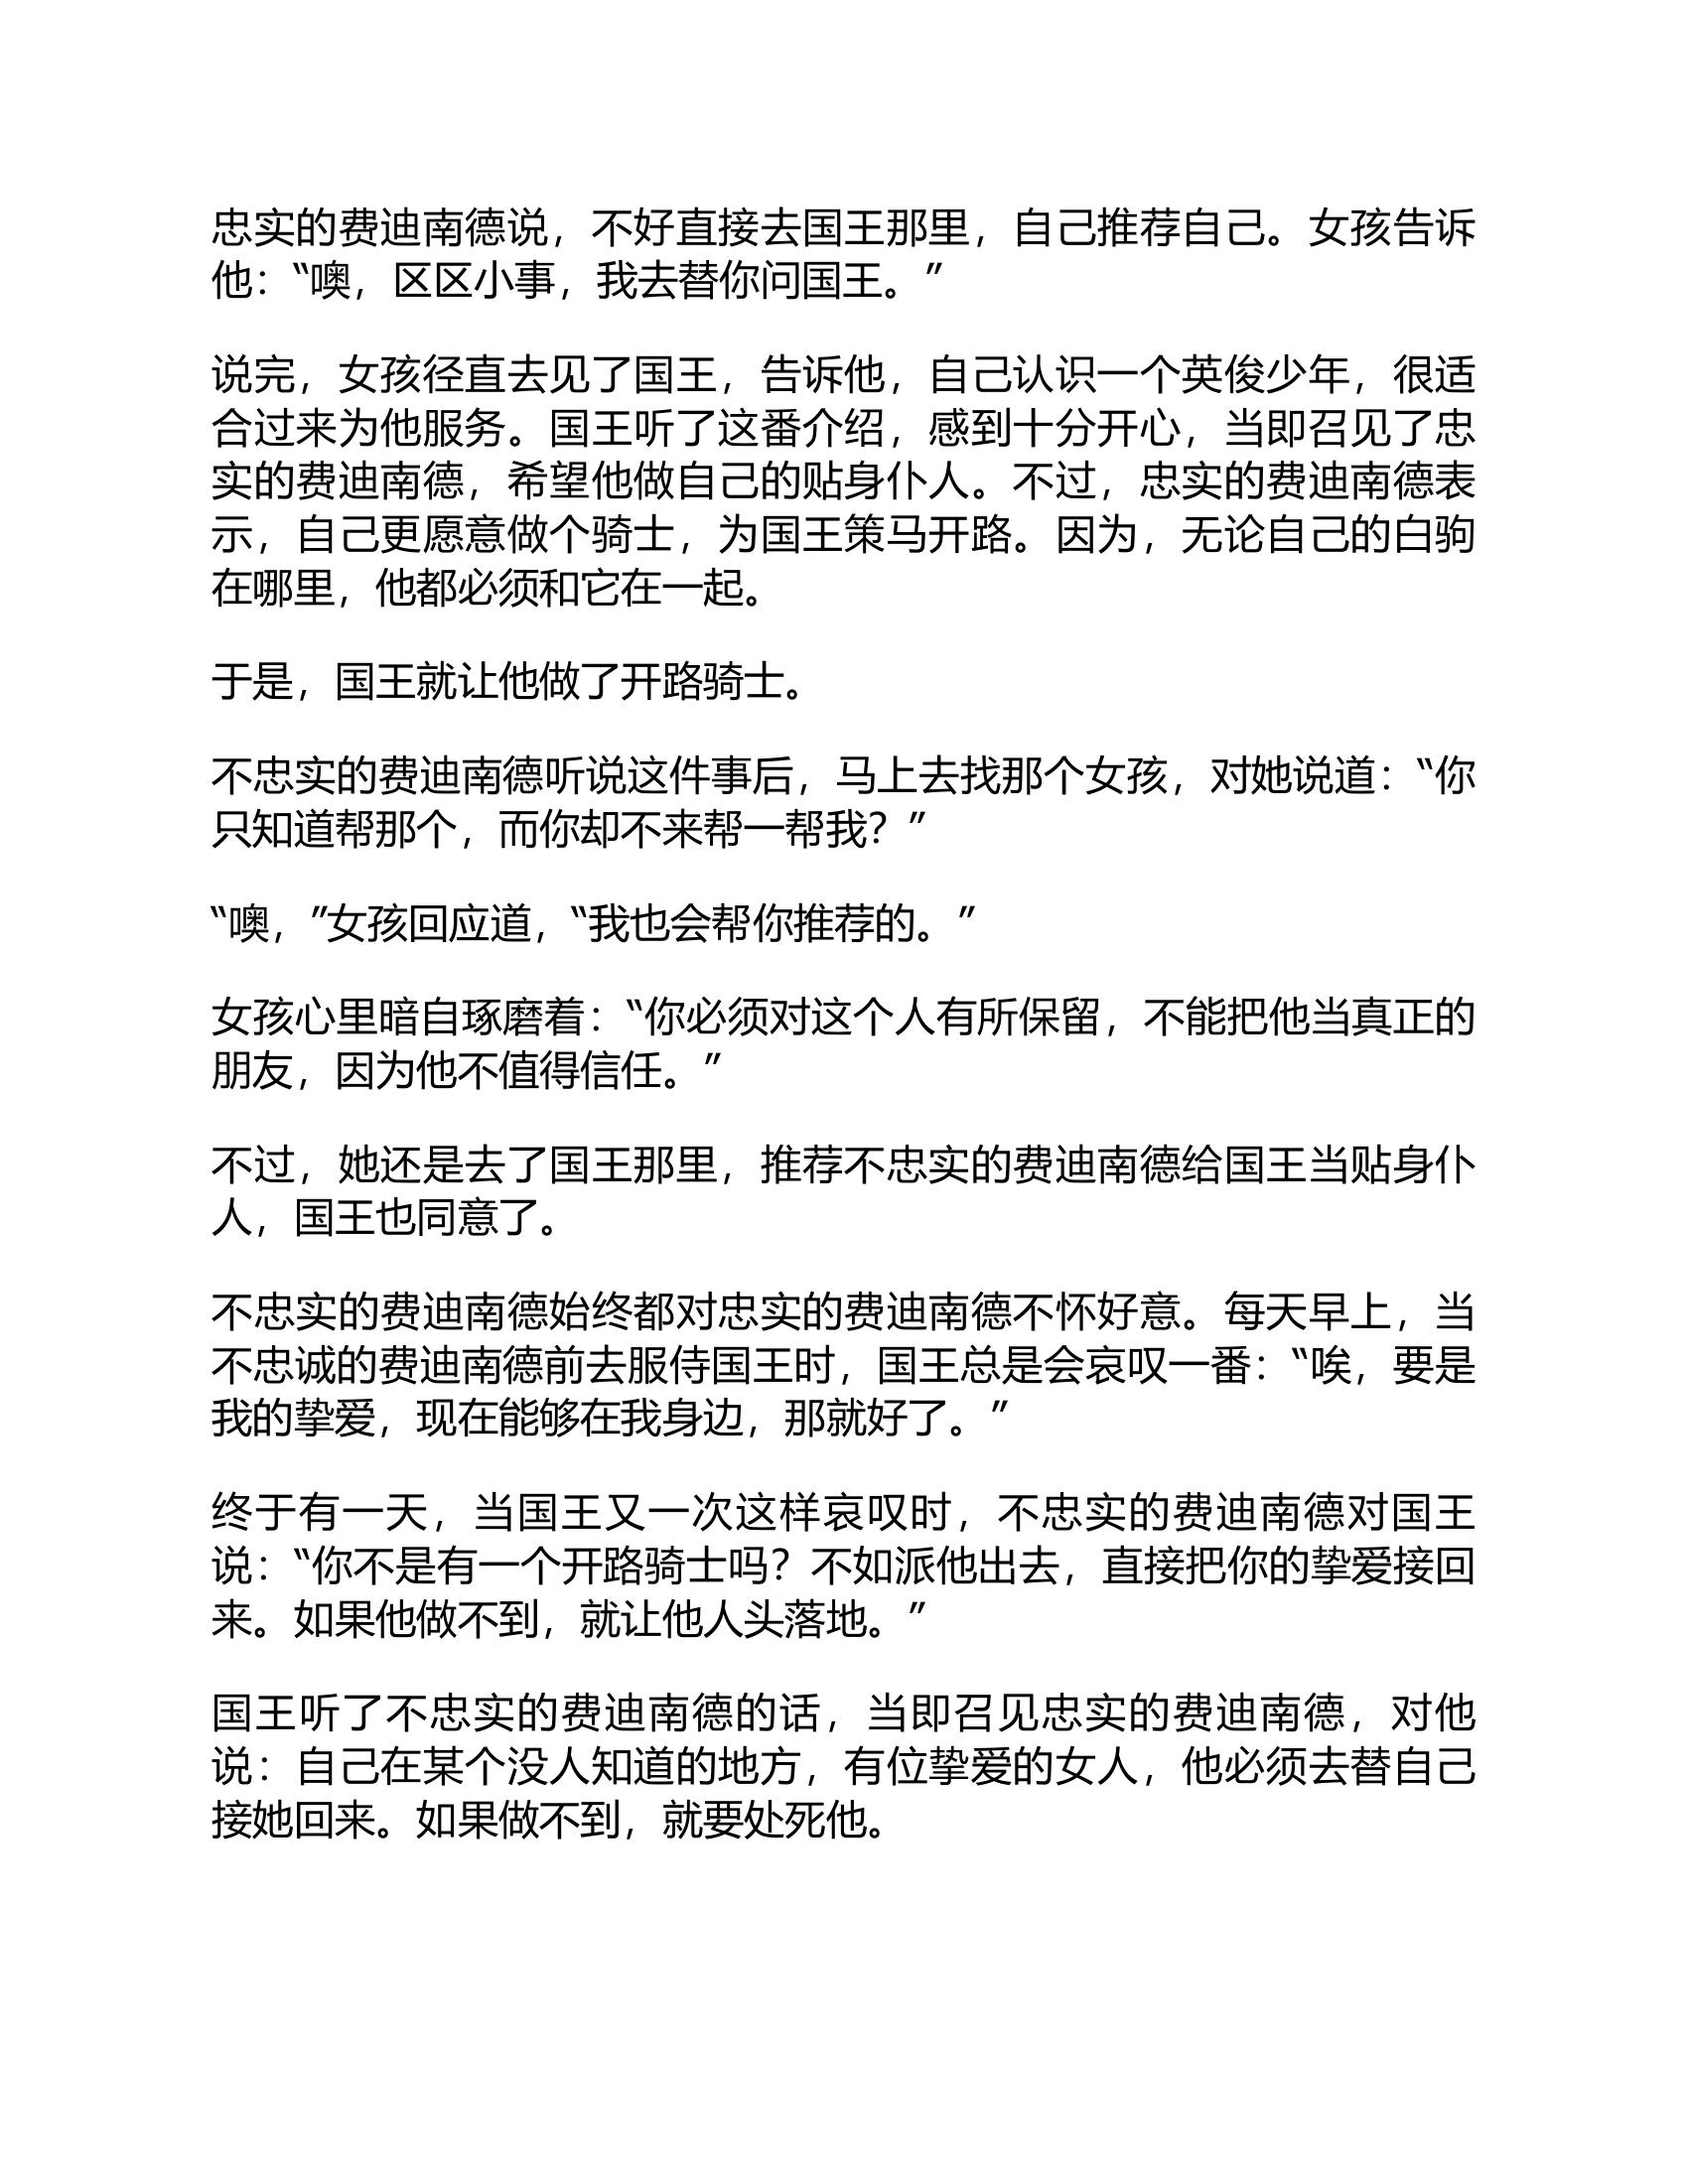 忠实的费迪南德说，不好直接去国王那里，自己推荐自己。女孩告诉
他：“噢，区区小事，我去替你问国王。”
说完，女孩径直去见了国王，告诉他，自己认识一个英俊少年，很适
合过来为他服务。国王听了这番介绍，感到十分开心，当即召见了忠
实的费迪南德，希望他做自己的贴身仆人。不过，忠实的费迪南德表
示，自己更愿意做个骑士，为国王策马开路。因为，无论自己的白驹
在哪里，他都必须和它在一起。
于是，国王就让他做了开路骑士。
不忠实的费迪南德听说这件事后，马上去找那个女孩，对她说道：“你
只知道帮那个，而你却不来帮一帮我？”
“噢，”女孩回应道，“我也会帮你推荐的。”
女孩心里暗自琢磨着：“你必须对这个人有所保留，不能把他当真正的
朋友，因为他不值得信任。”
不过，她还是去了国王那里，推荐不忠实的费迪南德给国王当贴身仆
人，国王也同意了。
不忠实的费迪南德始终都对忠实的费迪南德不怀好意。每天早上，当
不忠诚的费迪南德前去服侍国王时，国王总是会哀叹一番：“唉，要是
我的挚爱，现在能够在我身边，那就好了。”
终于有一天，当国王又一次这样哀叹时，不忠实的费迪南德对国王
说：“你不是有一个开路骑士吗？不如派他出去，直接把你的挚爱接回
来。如果他做不到，就让他人头落地。”
国王听了不忠实的费迪南德的话，当即召见忠实的费迪南德，对他
说：自己在某个没人知道的地方，有位挚爱的女人，他必须去替自己
接她回来。如果做不到，就要处死他。